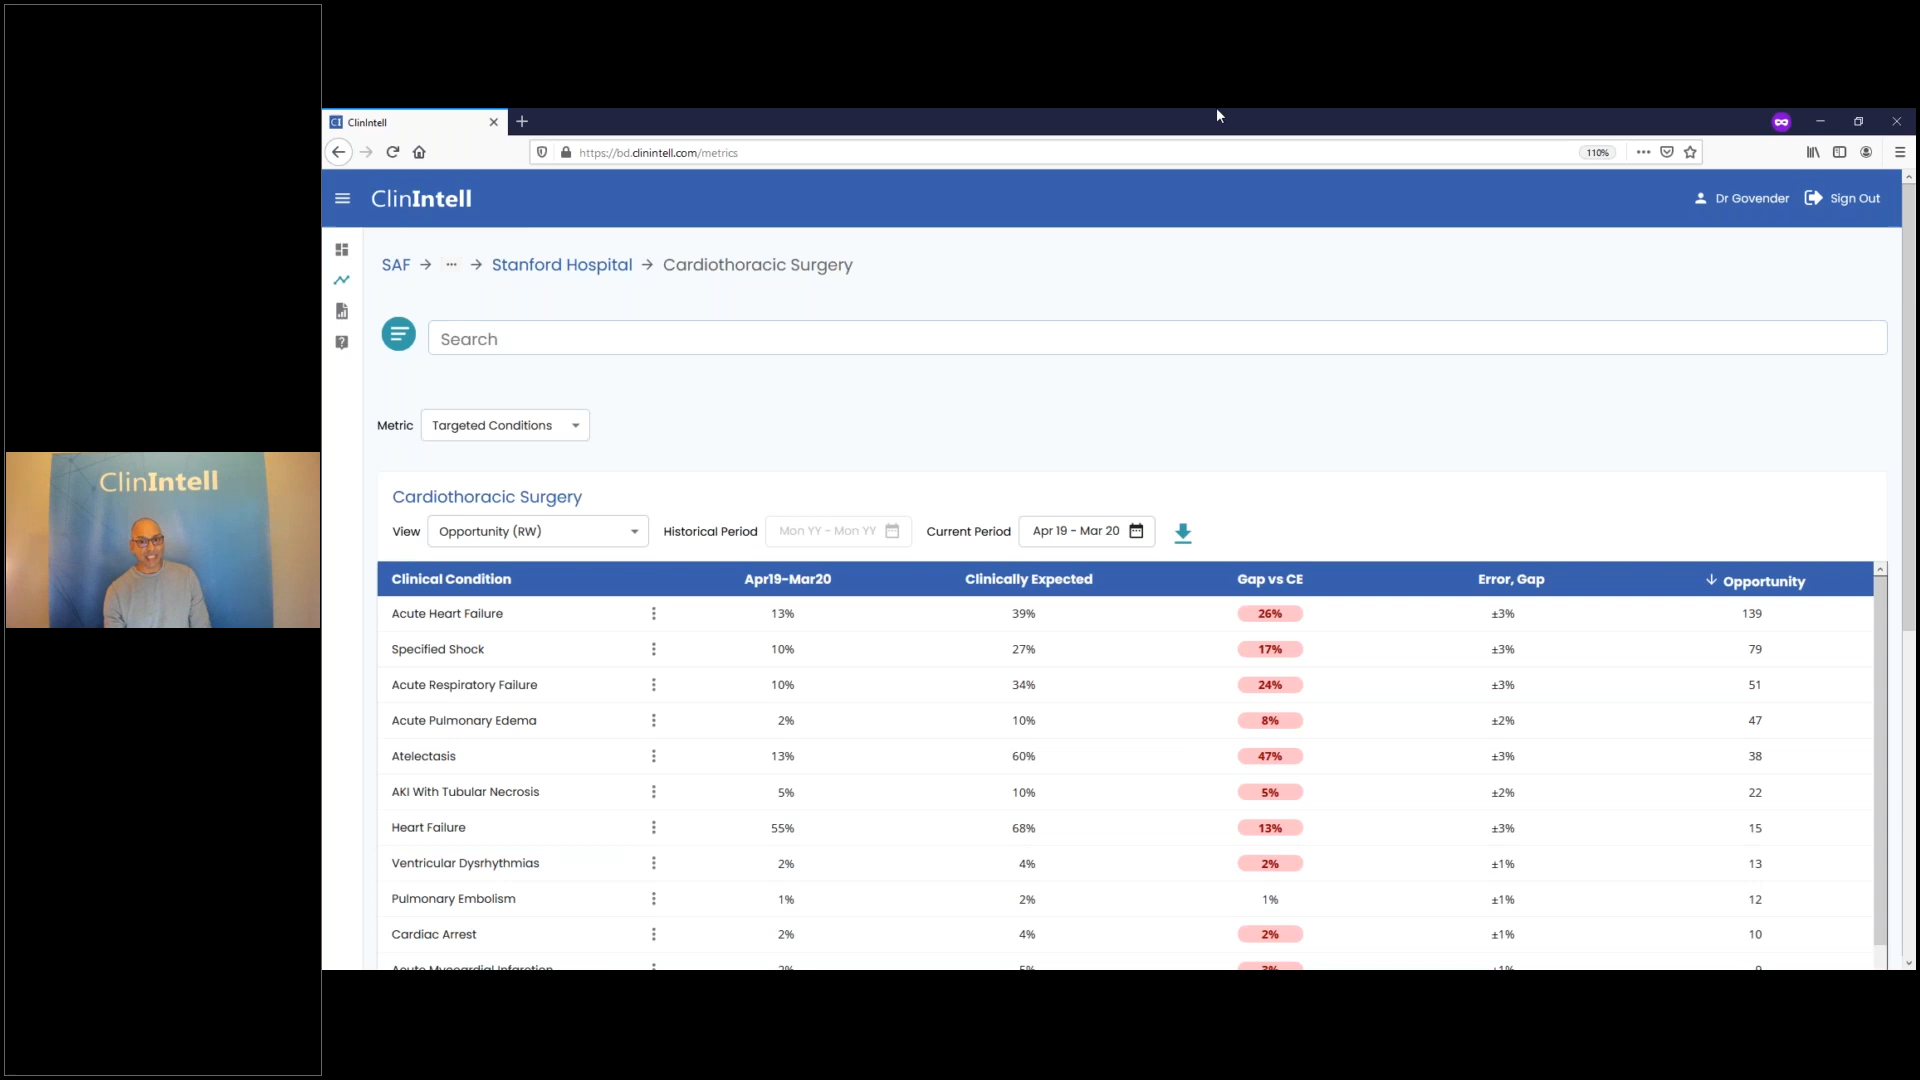 ClinIntell
CI ClinIntell
https://bd.clinintell.com/metrics
110%
ClinIntell
Dr Govender
Sign Out
SAF → ... → Stanford Hospital → Cardiothoracic Surgery
Search
Metric Targeted Conditions
Cardiothoracic Surgery
View Opportunity (RW) Historical Period Mon YY - Mon YY Current Period Apr 19 - Mar 20
Clinical Condition Apr19-Mar20 Clinically Expected Gap vs CE Error, Gap ↓ Opportunity
Acute Heart Failure 13% 39% 26% ±3% 139
Specified Shock 10% 27% 17% ±3% 79
Acute Respiratory Failure 10% 34% 24% ±3% 51
Acute Pulmonary Edema 2% 10% 8% ±2% 47
Atelectasis 13% 60% 47% ±3% 38
AKI With Tubular Necrosis 5% 10% 5% ±2% 22
Heart Failure 55% 68% 13% ±3% 15
Ventricular Dysrhythmias 2% 4% 2% ±1% 13
Pulmonary Embolism 1% 2% 1% ±1% 12
Cardiac Arrest 2% 4% 2% ±1% 10
Acute Myocardial Infarction